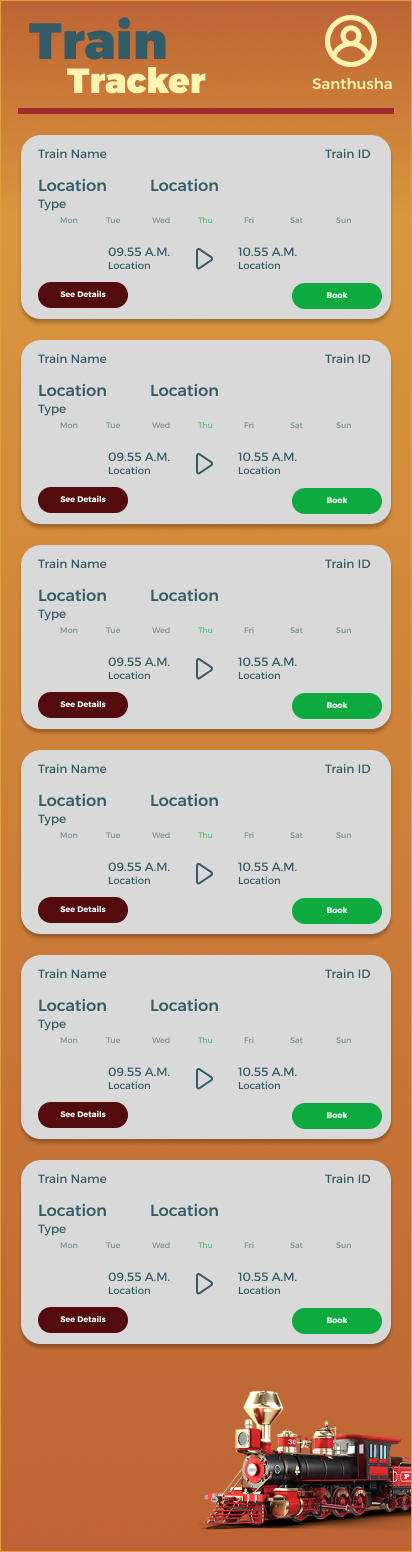 Train
Tracker
Santhusha
Train Name Train ID
Location Location
Type
Mon Tue Wed Thu Fri Sat Sun
09.55 A.M. 10.55 A.M.
Location Location
See Details Book
Train Name Train ID
Location Location
Type
Mon Tue Wed Thu Fri Sat Sun
09.55 A.M. 10.55 A.M.
Location Location
See Details Book
Train Name Train ID
Location Location
Type
Mon Tue Wed Thu Fri Sat Sun
09.55 A.M. 10.55 A.M.
Location Location
See Details Book
Train Name Train ID
Location Location
Type
Mon Tue Wed Thu Fri Sat Sun
09.55 A.M. 10.55 A.M.
Location Location
See Details Book
Train Name Train ID
Location Location
Type
Mon Tue Wed Thu Fri Sat Sun
09.55 A.M. 10.55 A.M.
Location Location
See Details Book
Train Name Train ID
Location Location
Type
Mon Tue Wed Thu Fri Sat Sun
09.55 A.M. 10.55 A.M.
Location Location
See Details Book